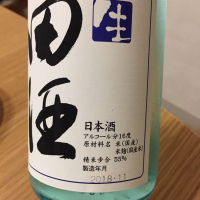 生
田酒
日本酒
アルコール分16度
原材料名 米(国産)
米麹(国産米)
精米歩合 55%
製造年月
2018.11